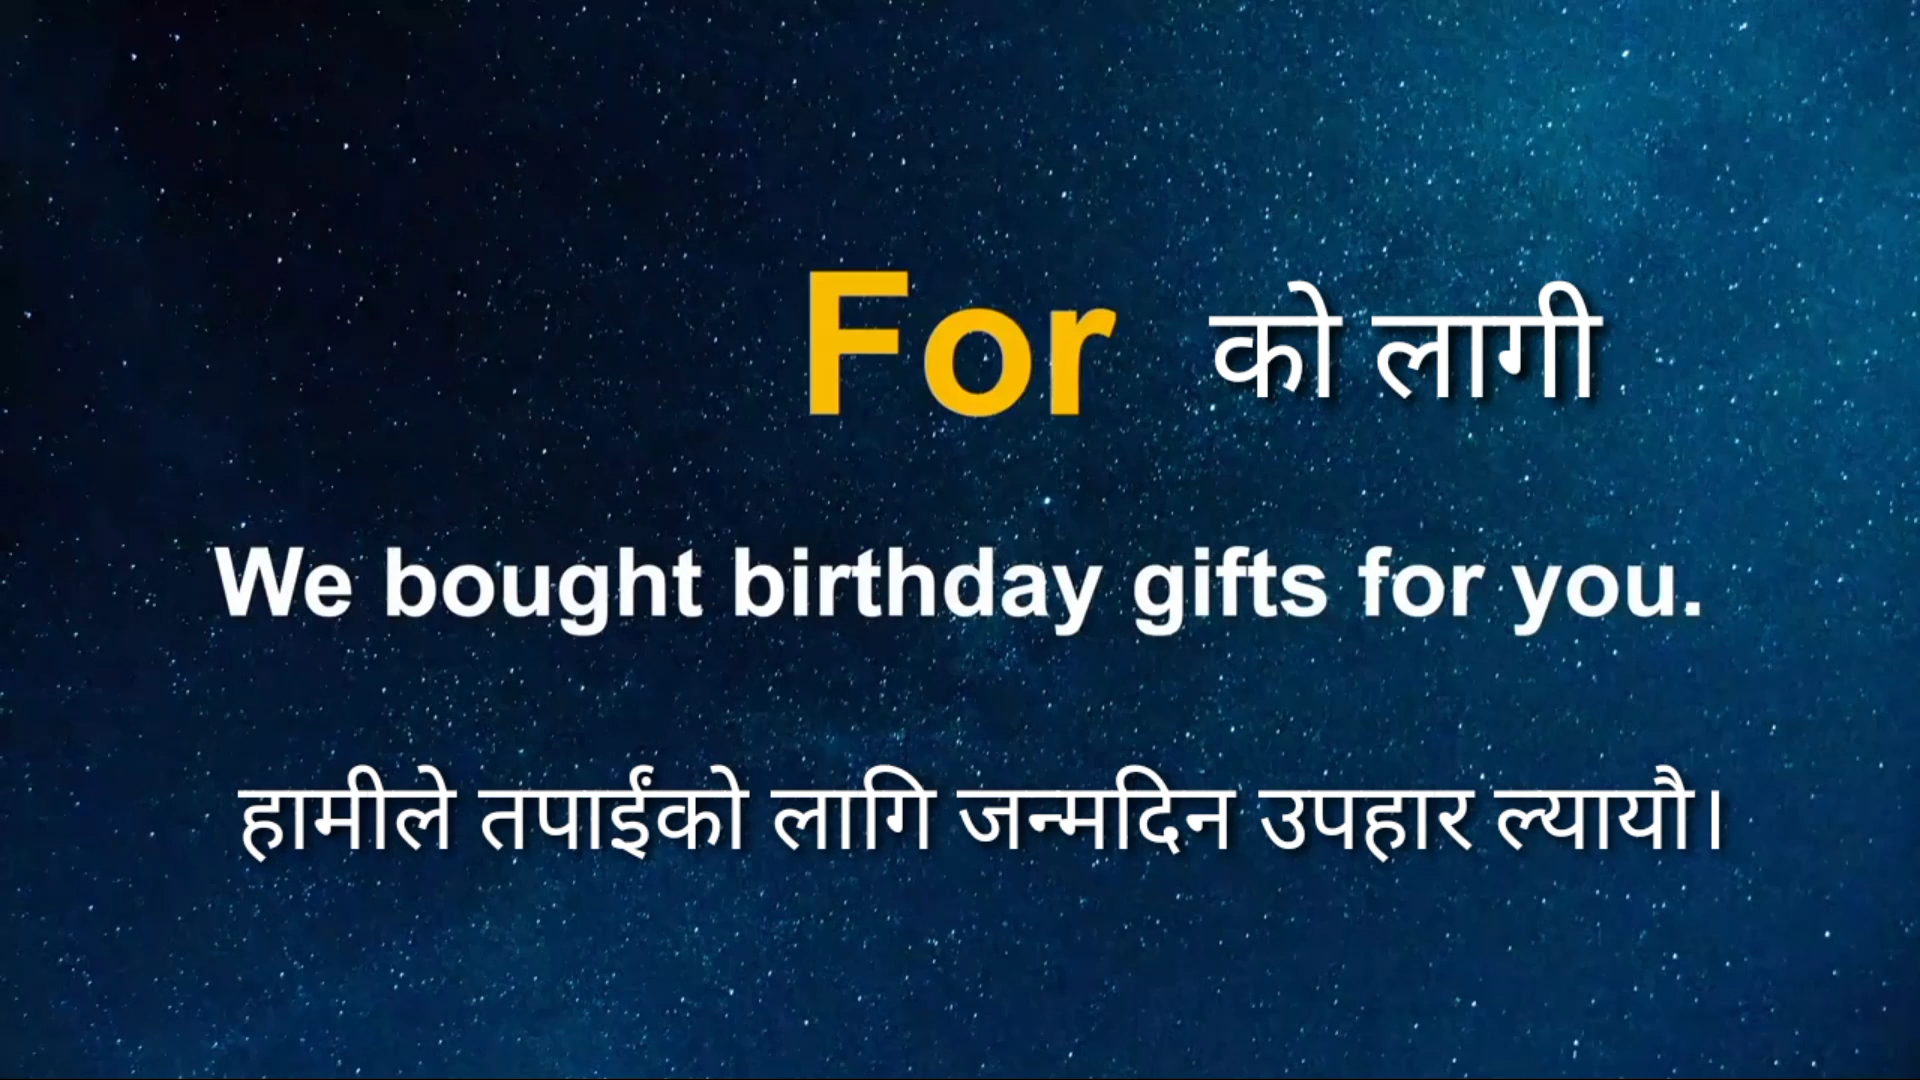 For को लागी
We bought birthday gifts for you.
हामीले तपाईंको लागि जन्मदिन उपहार ल्यायौ।